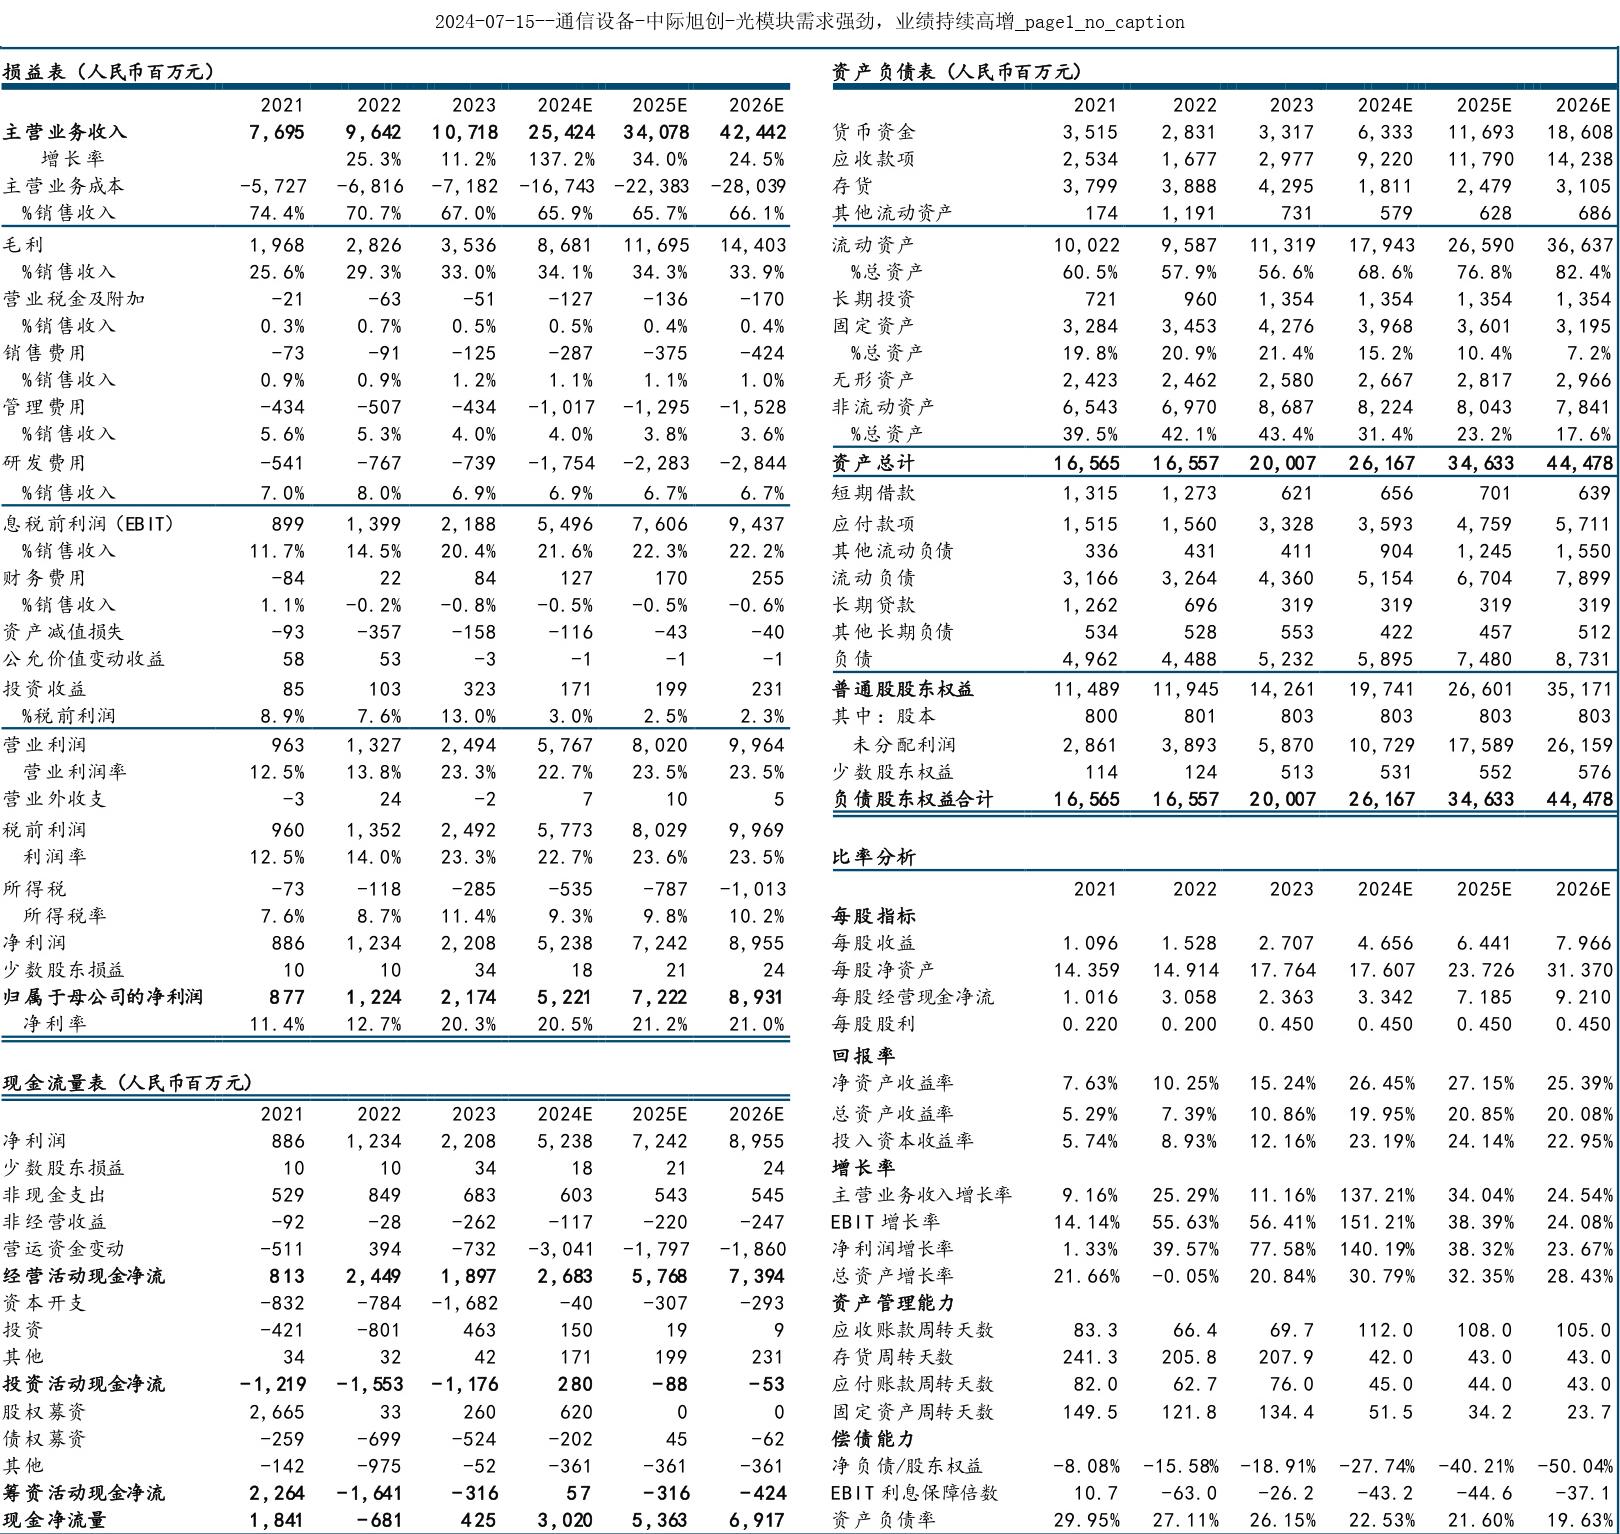 2024-07-15--通信设备-中际旭创-光模块需求强劲，业绩持续高增_page1_no_caption
损益表（人民币百万元）
2021 2022 2023 2024E 2025E 2026E
主营业务收入 7,695 9,642 10,718 25,424 34,078 42,442
增长率 25.3% 11.2% 137.2% 34.0% 24.5%
主营业务成本 -5,727 -6,816 -7,182 -16,743 -22,383 -28,039
%销售收入 74.4% 70.7% 67.0% 65.9% 65.7% 66.1%
毛利 1,968 2,826 3,536 8,681 11,695 14,403
%销售收入 25.6% 29.3% 33.0% 34.1% 34.3% 33.9%
营业税金及附加 -21 -63 -51 -127 -136 -170
%销售收入 0.3% 0.7% 0.5% 0.5% 0.4% 0.4%
销售费用 -73 -91 -125 -287 -375 -424
%销售收入 0.9% 0.9% 1.2% 1.1% 1.1% 1.0%
管理费用 -434 -507 -434 -1,017 -1,295 -1,528
%销售收入 5.6% 5.3% 4.0% 4.0% 3.8% 3.6%
研发费用 -541 -767 -739 -1,754 -2,283 -2,844
%销售收入 7.0% 8.0% 6.9% 6.9% 6.7% 6.7%
息税前利润（EBIT） 899 1,399 2,188 5,496 7,606 9,437
%销售收入 11.7% 14.5% 20.4% 21.6% 22.3% 22.2%
财务费用 -84 22 84 127 170 255
%销售收入 1.1% -0.2% -0.8% -0.5% -0.5% -0.6%
资产减值损失 -93 -357 -158 -116 -43 -40
公允价值变动收益 58 53 -3 -1 -1 -1
投资收益 85 103 323 171 199 231
%税前利润 8.9% 7.6% 13.0% 3.0% 2.5% 2.3%
营业利润 963 1,327 2,494 5,767 8,020 9,964
营业利润率 12.5% 13.8% 23.3% 22.7% 23.5% 23.5%
营业外收支 -3 24 -2 7 10 5
税前利润 960 1,352 2,492 5,773 8,029 9,969
利润率 12.5% 14.0% 23.3% 22.7% 23.6% 23.5%
所得税 -73 -118 -285 -535 -787 -1,013
所得税率 7.6% 8.7% 11.4% 9.3% 9.8% 10.2%
净利润 886 1,234 2,208 5,238 7,242 8,955
少数股东损益 10 10 34 18 21 24
归属于母公司的净利润 877 1,224 2,174 5,221 7,222 8,931
净利率 11.4% 12.7% 20.3% 20.5% 21.2% 21.0%
现金流量表（人民币百万元）
2021 2022 2023 2024E 2025E 2026E
净利润 886 1,234 2,208 5,238 7,242 8,955
少数股东损益 10 10 34 18 21 24
非现金支出 529 849 683 603 543 545
非经营收益 -92 -28 -262 -117 -220 -247
营运资金变动 -511 394 -732 -3,041 -1,797 -1,860
经营活动现金净流 813 2,449 1,897 2,683 5,768 7,394
资本开支 -832 -784 -1,682 -40 -307 -293
投资 -421 -801 463 150 19 9
其他 34 32 42 171 199 231
投资活动现金净流 -1,219 -1,553 -1,176 280 -88 -53
股权募资 2,665 33 260 620 0 0
债权募资 -259 -699 -524 -202 45 -62
其他 -142 -975 -52 -361 -361 -361
筹资活动现金净流 2,264 -1,641 -316 57 -316 -424
现金净流量 1,841 -681 425 3,020 5,363 6,917
资产负债表（人民币百万元）
2021 2022 2023 2024E 2025E 2026E
货币资金 3,515 2,831 3,317 6,333 11,693 18,608
应收款项 2,534 1,677 2,977 9,220 11,790 14,238
存货 3,799 3,888 4,295 1,811 2,479 3,105
其他流动资产 174 1,191 731 579 628 686
流动资产 10,022 9,587 11,319 17,943 26,590 36,637
%总资产 60.5% 57.9% 56.6% 68.6% 76.8% 82.4%
长期投资 721 960 1,354 1,354 1,354 1,354
固定资产 3,284 3,453 4,276 3,968 3,601 3,195
%总资产 19.8% 20.9% 21.4% 15.2% 10.4% 7.2%
无形资产 2,423 2,462 2,580 2,667 2,817 2,966
非流动资产 6,543 6,970 8,687 8,224 8,043 7,841
%总资产 39.5% 42.1% 43.4% 31.4% 23.2% 17.6%
资产总计 16,565 16,557 20,007 26,167 34,633 44,478
短期借款 1,315 1,273 621 656 701 639
应付款项 1,515 1,560 3,328 3,593 4,759 5,711
其他流动负债 336 431 411 904 1,245 1,550
流动负债 3,166 3,264 4,360 5,154 6,704 7,899
长期贷款 1,262 696 319 319 319 319
其他长期负债 534 528 553 422 457 512
负债 4,962 4,488 5,232 5,895 7,480 8,731
普通股股东权益 11,489 11,945 14,261 19,741 26,601 35,171
其中：股本 800 801 803 803 803 803
未分配利润 2,861 3,893 5,870 10,729 17,589 26,159
少数股东权益 114 124 513 531 552 576
负债股东权益合计 16,565 16,557 20,007 26,167 34,633 44,478
比率分析
2021 2022 2023 2024E 2025E 2026E
每股指标
每股收益 1.096 1.528 2.707 4.656 6.441 7.966
每股净资产 14.359 14.914 17.764 17.607 23.726 31.370
每股经营现金净流 1.016 3.058 2.363 3.342 7.185 9.210
每股股利 0.220 0.200 0.450 0.450 0.450 0.450
回报率
净资产收益率 7.63% 10.25% 15.24% 26.45% 27.15% 25.39%
总资产收益率 5.29% 7.39% 10.86% 19.95% 20.85% 20.08%
投入资本收益率 5.74% 8.93% 12.16% 23.19% 24.14% 22.95%
增长率
主营业务收入增长率 9.16% 25.29% 11.16% 137.21% 34.04% 24.54%
EBIT增长率 14.14% 55.63% 56.41% 151.21% 38.39% 24.08%
净利润增长率 1.33% 39.57% 77.58% 140.19% 38.32% 23.67%
总资产增长率 21.66% -0.05% 20.84% 30.79% 32.35% 28.43%
资产管理能力
应收账款周转天数 83.3 66.4 69.7 112.0 108.0 105.0
存货周转天数 241.3 205.8 207.9 42.0 43.0 43.0
应付账款周转天数 82.0 62.7 76.0 45.0 44.0 43.0
固定资产周转天数 149.5 121.8 134.4 51.5 34.2 23.7
偿债能力
净负债/股东权益 -8.08% -15.58% -18.91% -27.74% -40.21% -50.04%
EBIT利息保障倍数 10.7 -63.0 -26.2 -43.2 -44.6 -37.1
资产负债率 29.95% 27.11% 26.15% 22.53% 21.60% 19.63%